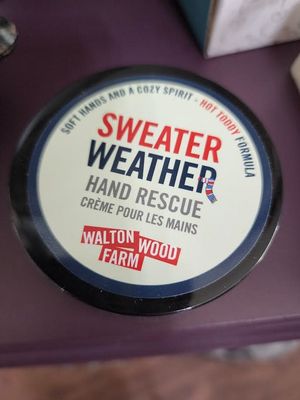 SOFT HANDS AND A COZY SPIRIT - HOT TODDY FORMULA
SWEATER
WEATHER
HAND RESCUE
CRÈME POUR LES MAINS
WALTON WOOD
FARM